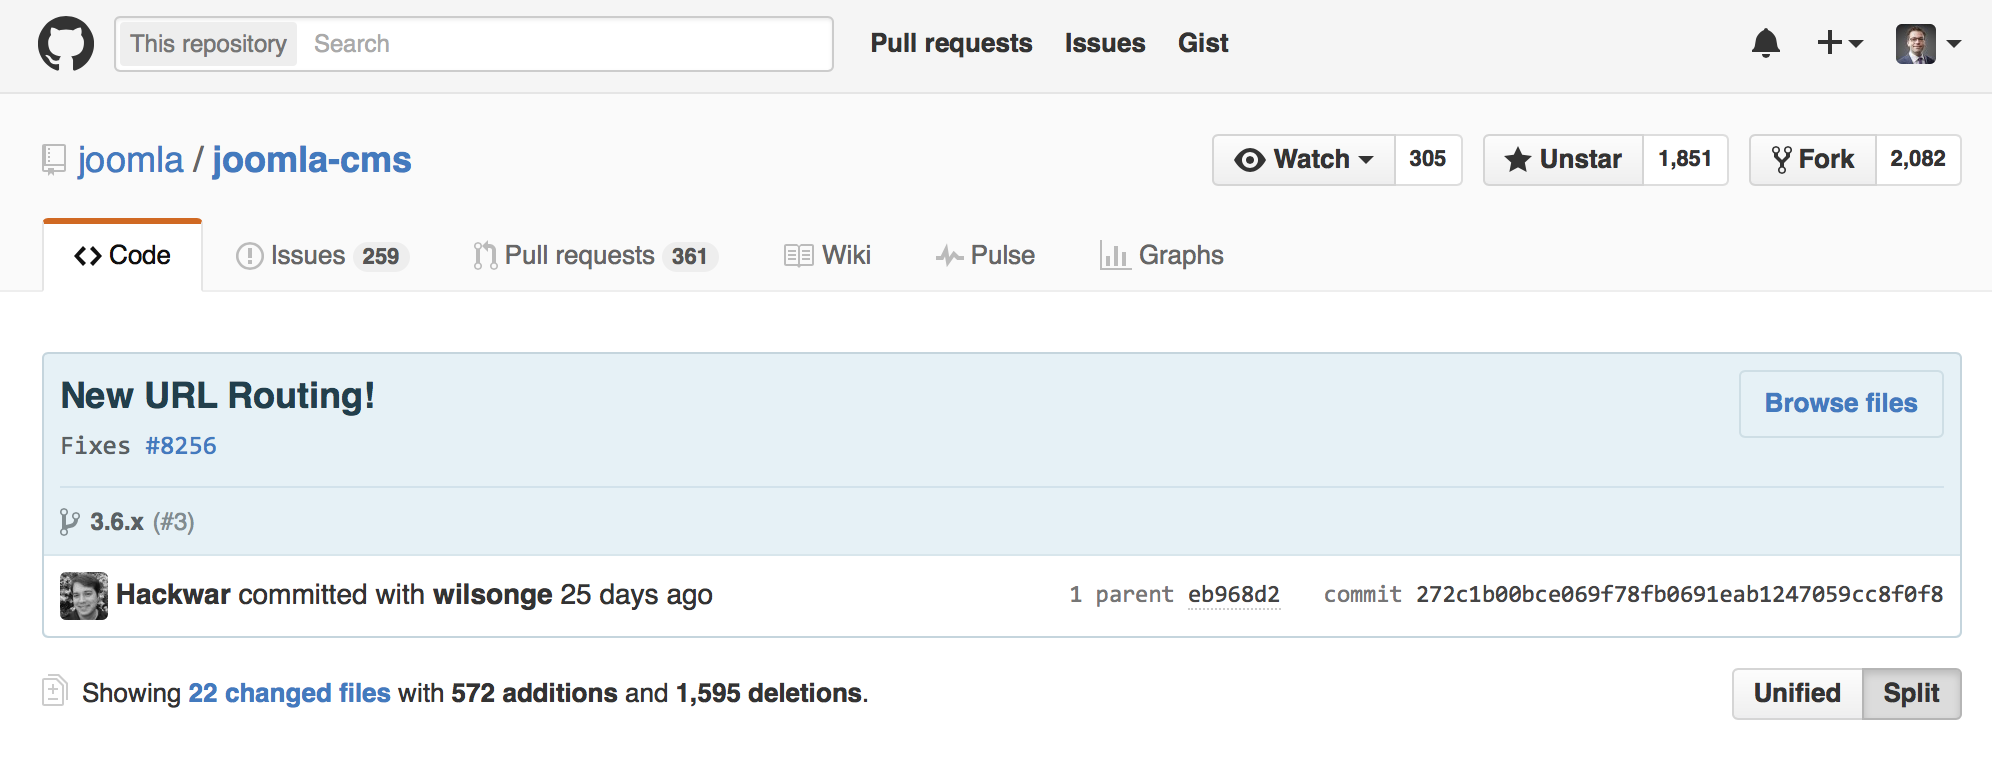 This repository Search Pull requests Issues Gist
joomla / joomla-cms Watch 305 Unstar 1,851 Fork 2,082
Code Issues 259 Pull requests 361 Wiki Pulse Graphs
New URL Routing! Browse files
Fixes #8256
3.6.x (#3)
Hackwar committed with wilsonge 25 days ago 1 parent eb968d2 commit 272c1b00bce069f78fb0691eab1247059cc8f0f8
Showing 22 changed files with 572 additions and 1,595 deletions. Unified Split